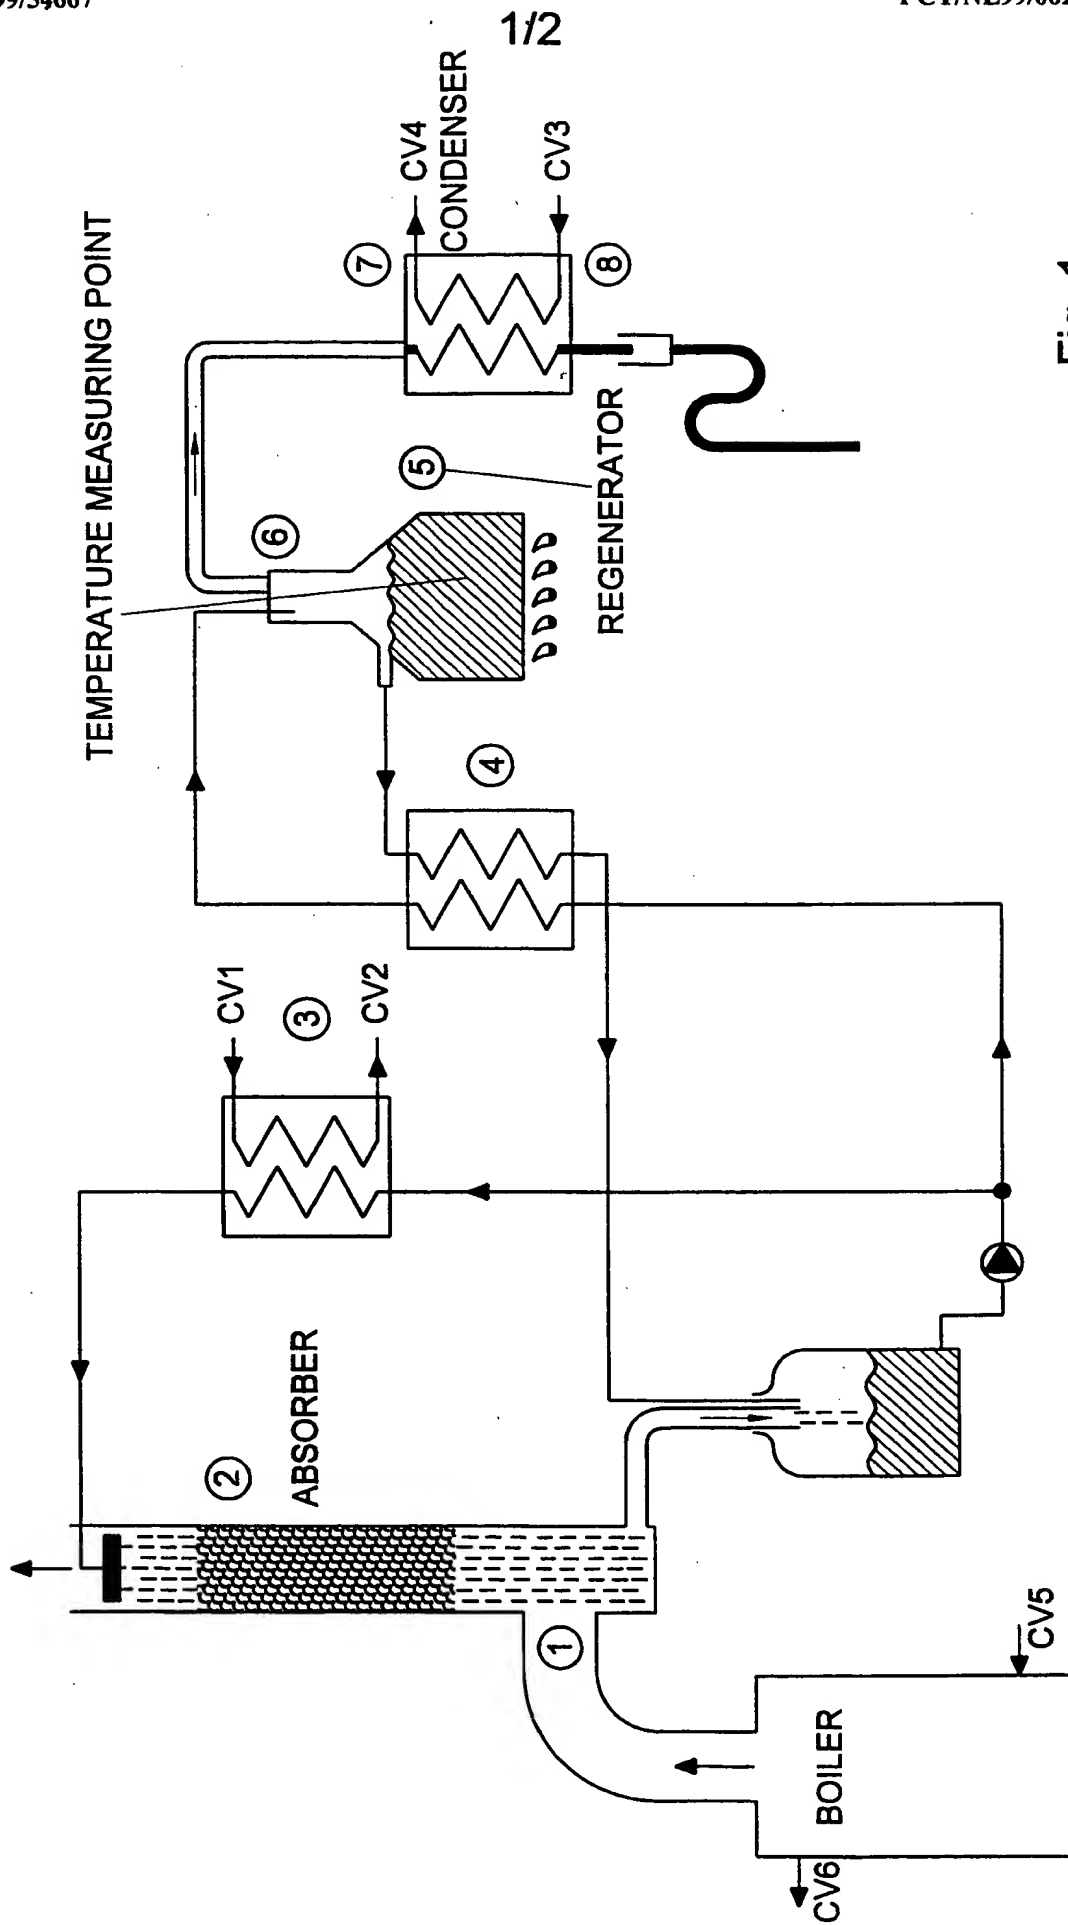 1/2
TEMPERATURE MEASURING POINT
CV4
CONDENSER
CV3
7
8
6
5
REGENERATOR
4
CV1
3
CV2
2
ABSORBER
1
BOILER
CV5
CV6